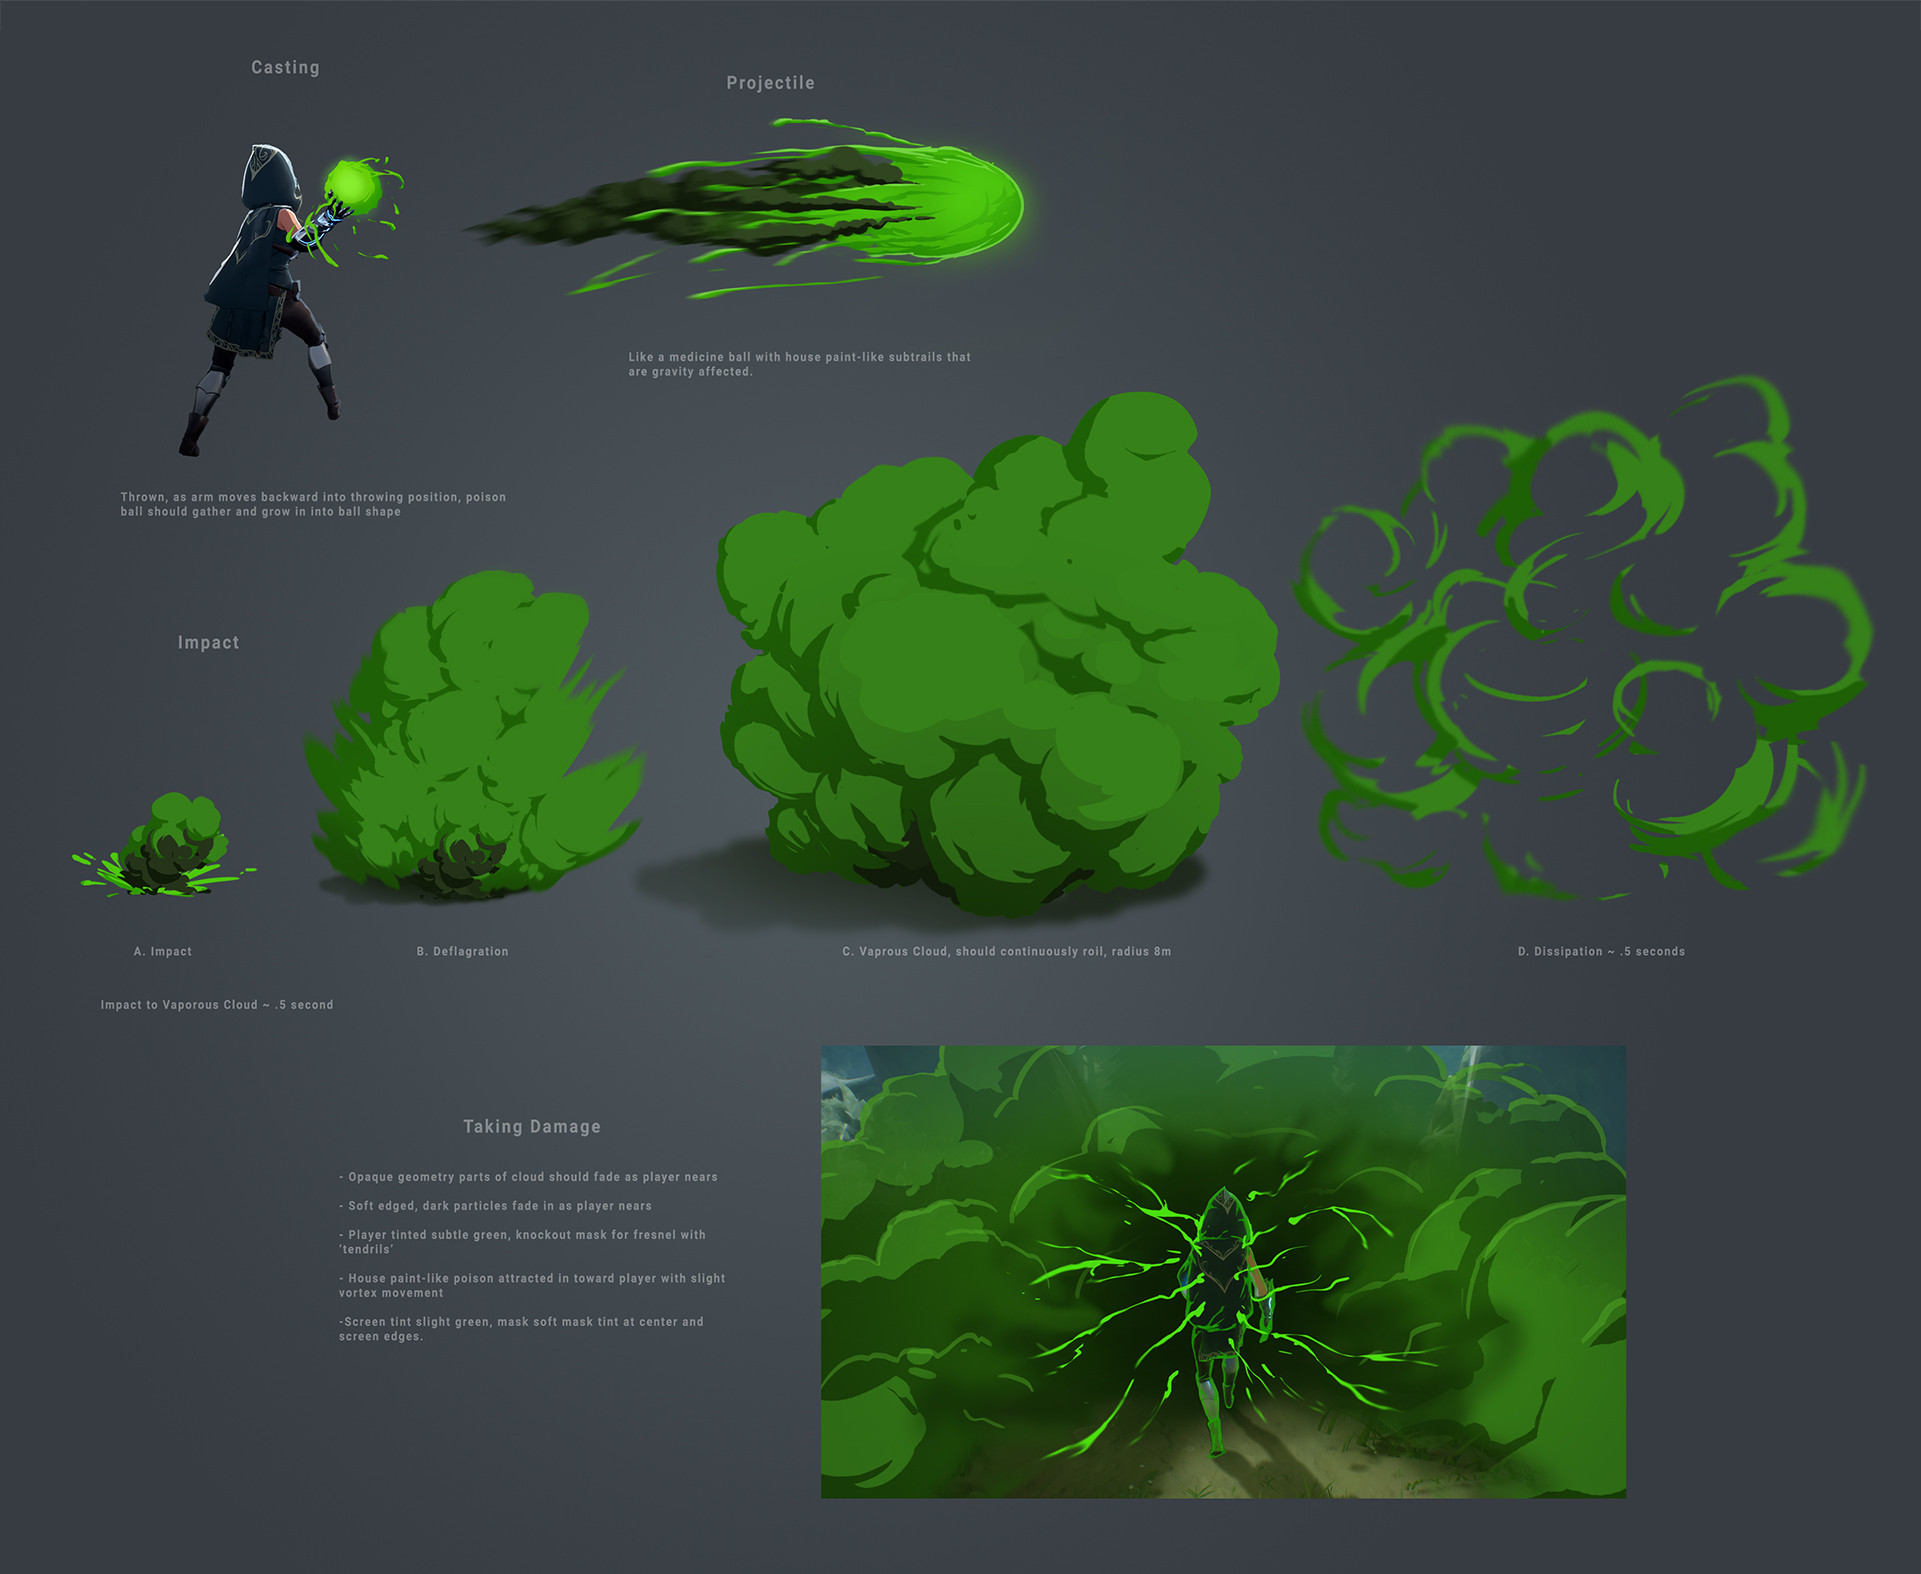 Casting
Projectile
Like a medicine ball with house paint-like subtrails that
are gravity affected.
Thrown, as arm moves backward into throwing position, poison
ball should gather and grow in into ball shape
Impact
A. Impact
B. Deflagration
C. Vaprous Cloud, should continuously roil, radius 8m
D. Dissipation ~ .5 seconds
Impact to Vaporous Cloud ~ .5 second
Taking Damage
- Opaque geometry parts of cloud should fade as player nears
- Soft edged, dark particles fade in as player nears
- Player tinted subtle green, knockout mask for fresnel with
'tendrils'
- House paint-like poison attracted in toward player with slight
vortex movement
-Screen tint slight green, mask soft mask tint at center and
screen edges.